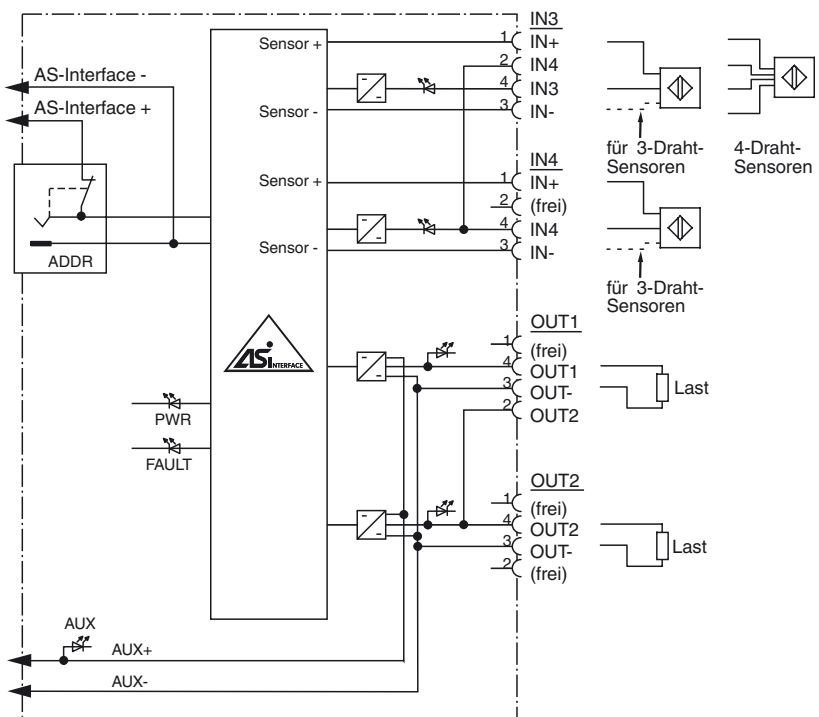 IN3
Sensor +
1
IN+
2
IN4
AS-Interface -
4
IN3
AS-Interface +
Sensor -
3
IN-
für 3-Draht-
Sensoren
4-Draht-
Sensoren
IN4
Sensor +
1
IN+
2
(frei)
4
IN4
Sensor -
3
IN-
ADDR
für 3-Draht-
Sensoren
OUT1
1
(frei)
ASi INTERFACE
4
OUT1
3
OUT-
Last
2
OUT2
PWR
FAULT
OUT2
1
(frei)
4
OUT2
3
OUT-
Last
2
(frei)
AUX
AUX+
AUX-